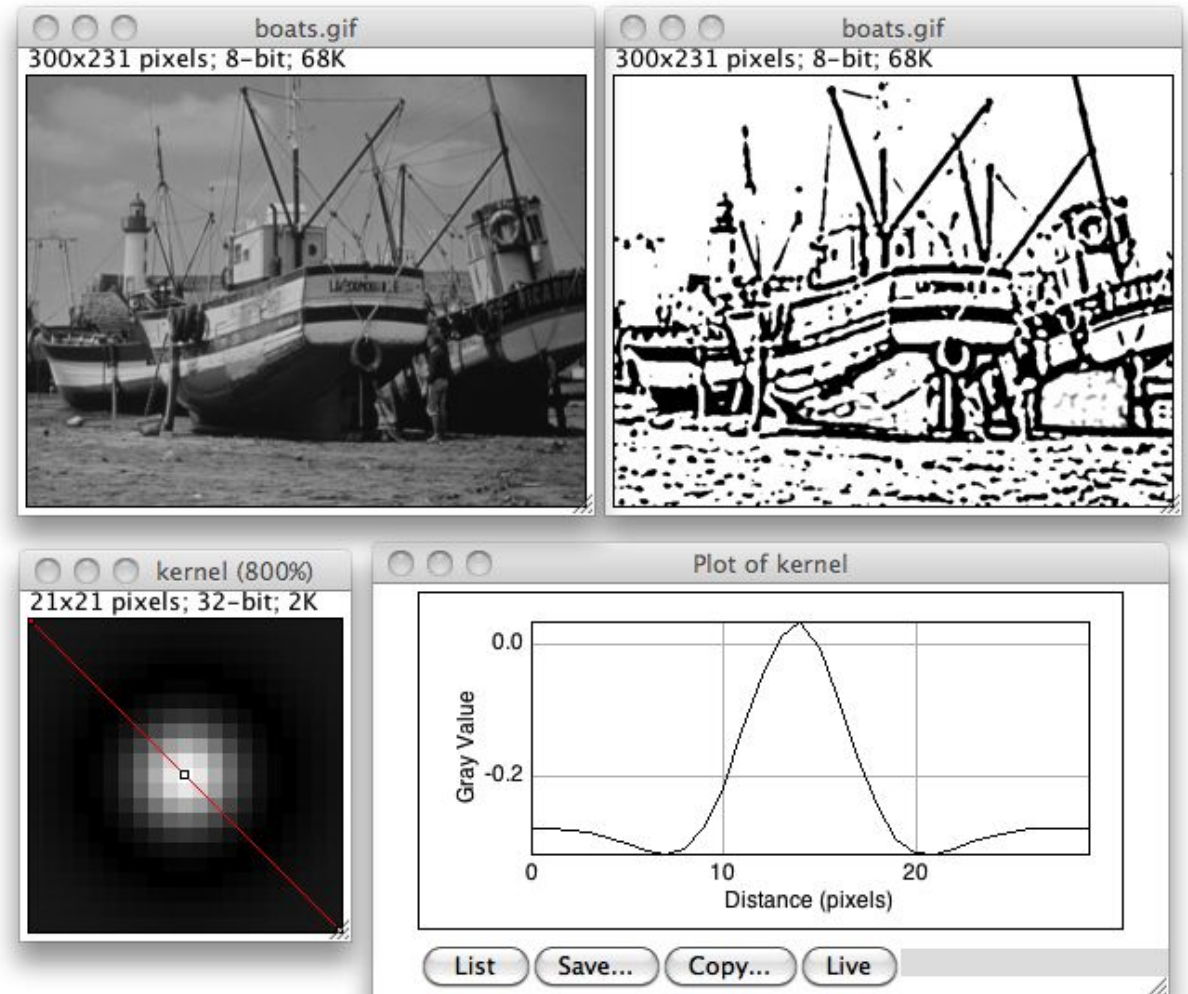 boats.gif
300x231 pixels; 8-bit; 68K
boats.gif
300x231 pixels; 8-bit; 68K
kernel (800%)
21x21 pixels; 32-bit; 2K
Plot of kernel
0.0
-0.2
Gray Value
0 10 20
Distance (pixels)
List Save... Copy... Live